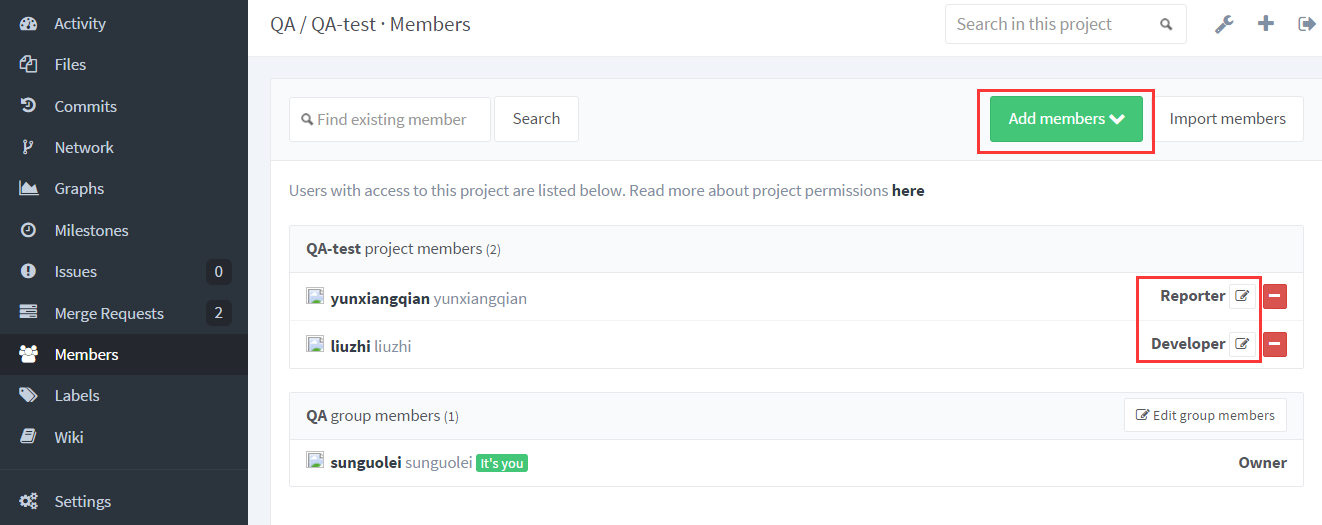 Activity
Files
Commits
Network
Graphs
Milestones
Issues 0
Merge Requests 2
Members
Labels
Wiki
Settings
QA / QA-test · Members
Search in this project
Find existing member
Search
Add members
Import members
Users with access to this project are listed below. Read more about project permissions here
QA-test project members (2)
yunxiangqian yunxiangqian Reporter
liuzhi liuzhi Developer
QA group members (1) Edit group members
sunguolei sunguolei It's you Owner